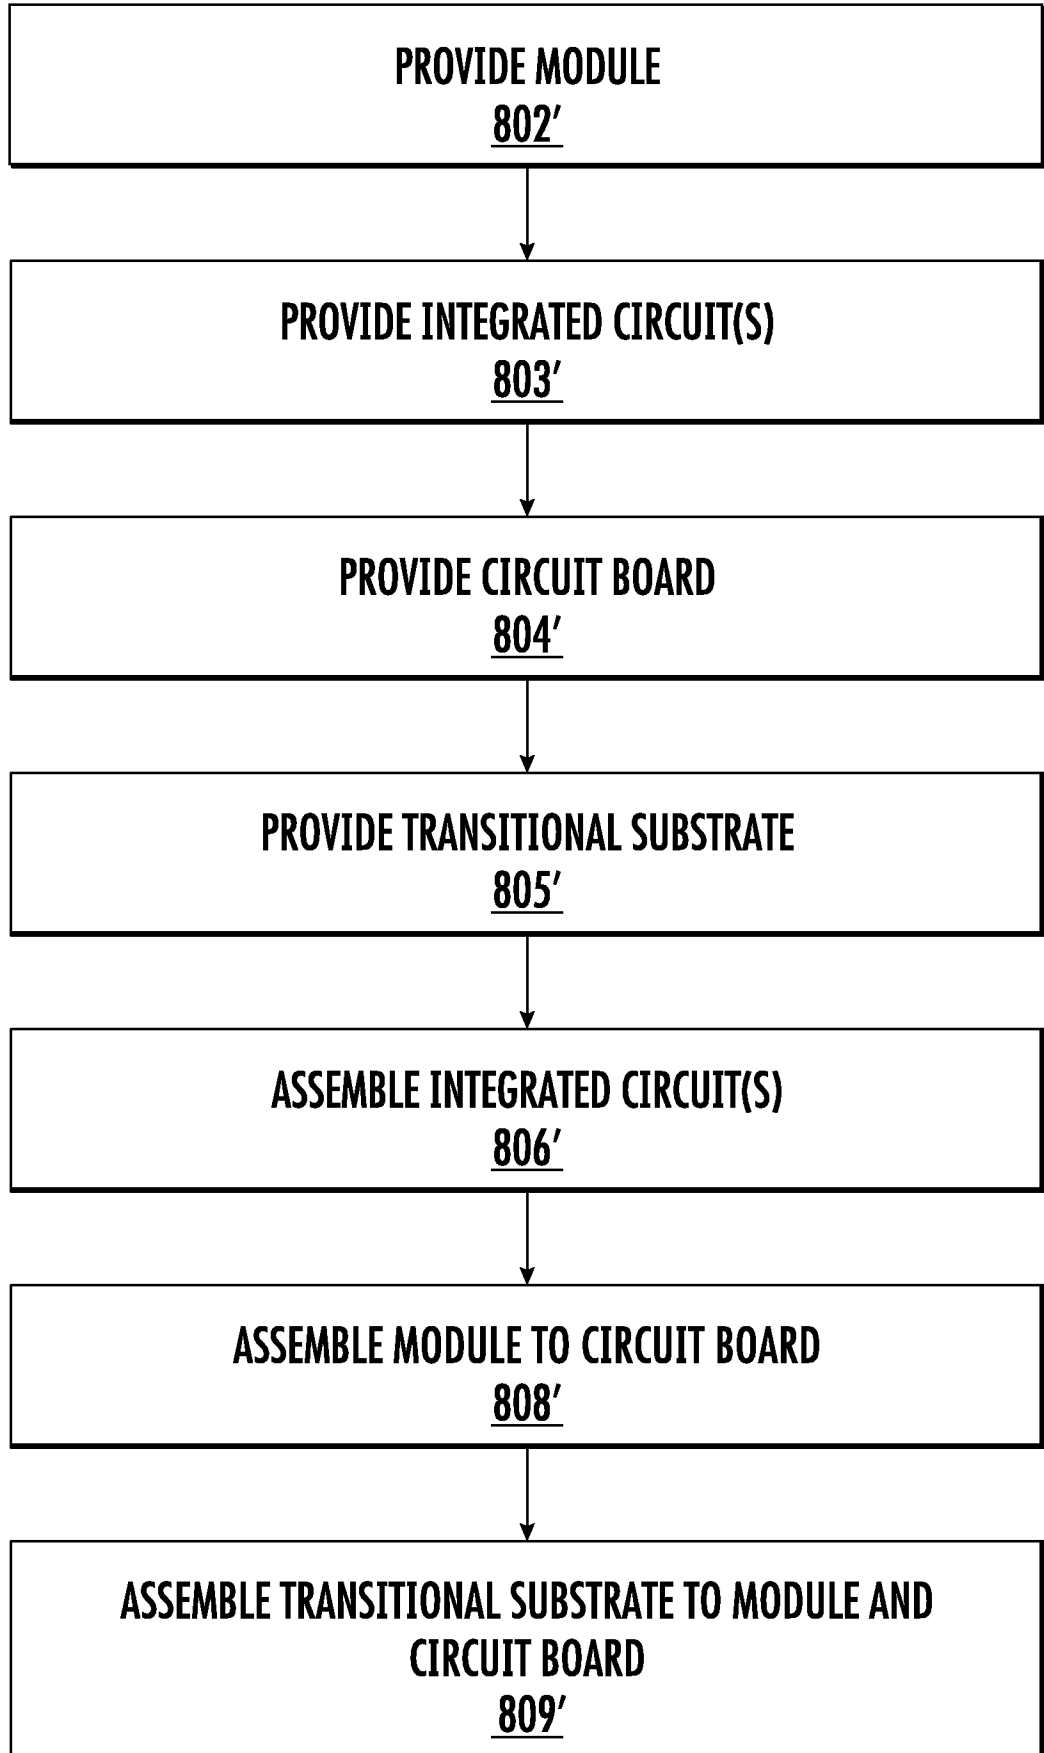 PROVIDE MODULE
802′
PROVIDE INTEGRATED CIRCUIT(S)
803′
PROVIDE CIRCUIT BOARD
804′
PROVIDE TRANSITIONAL SUBSTRATE
805′
ASSEMBLE INTEGRATED CIRCUIT(S)
806′
ASSEMBLE MODULE TO CIRCUIT BOARD
808′
ASSEMBLE TRANSITIONAL SUBSTRATE TO MODULE AND
CIRCUIT BOARD
809′